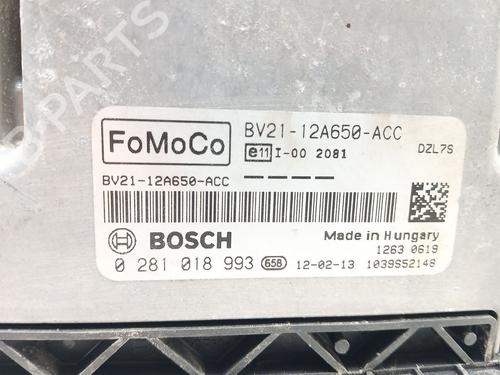 B-PARTS
FoMoCo
BV21-12A650-ACC
e11 I-00 2081
DZL7S
BV21-12A650-ACC
BOSCH
Made in Hungary
1263 0619
0 281 018 993 658 12-02-13 1039S52148